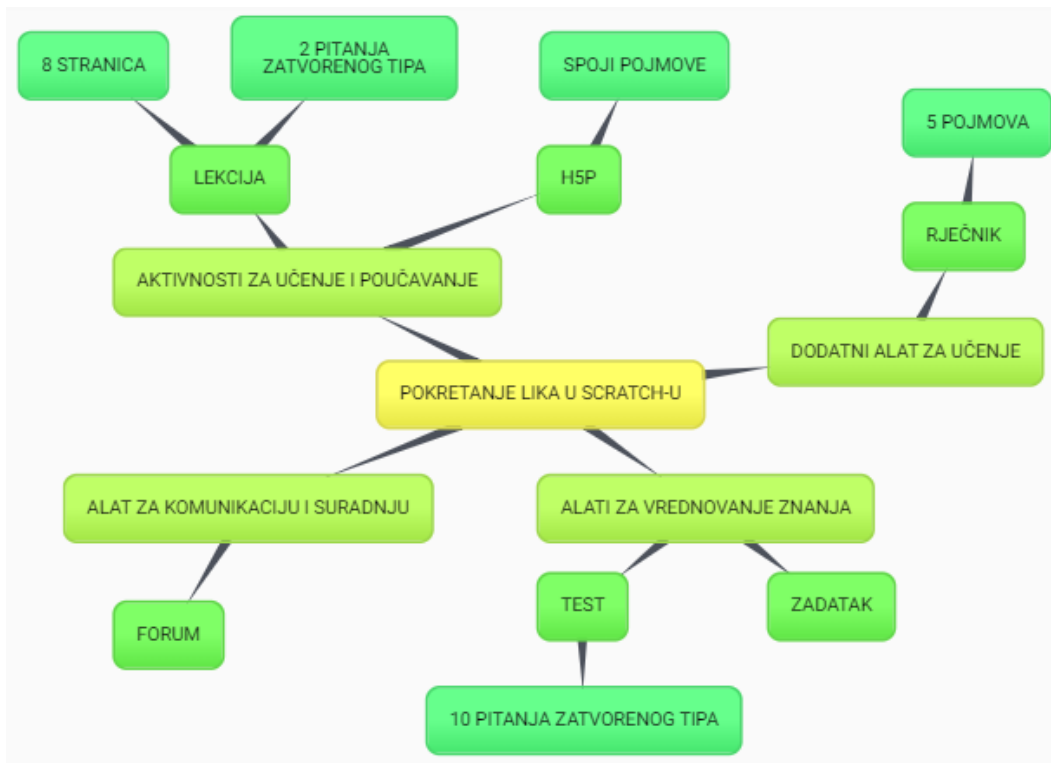 8 STRANICA
2 PITANJA
ZATVORENOG TIPA
SPOJI POJMOVE
5 POJMOVA
LEKCIJA
H5P
RJEČNIK
AKTIVNOSTI ZA UČENJE I POUČAVANJE
DODATNI ALAT ZA UČENJE
POKRETANJE LIKA U SCRATCH-U
ALAT ZA KOMUNIKACIJU I SURADNJU
ALATI ZA VREDNOVANJE ZNANJA
FORUM
TEST
ZADATAK
10 PITANJA ZATVORENOG TIPA